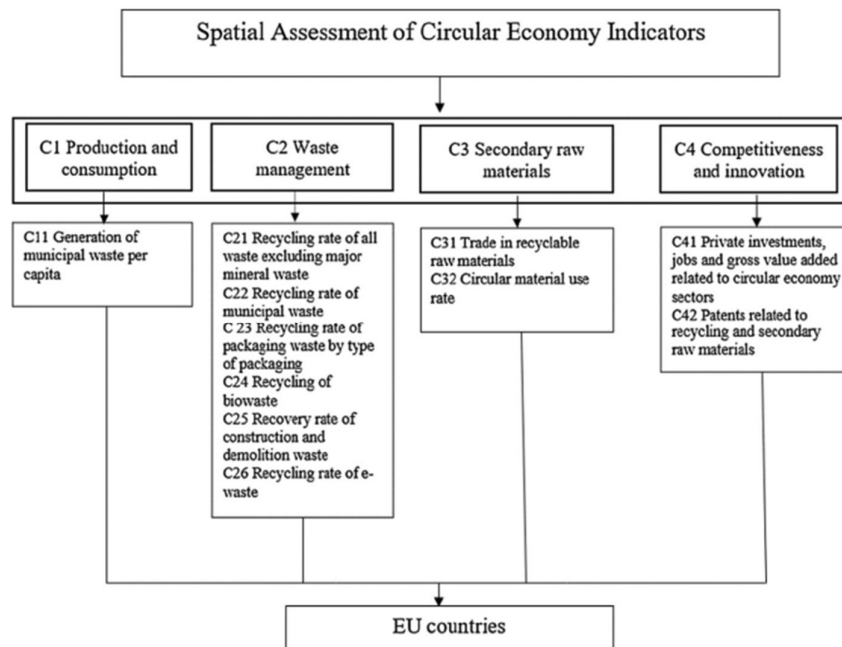 Spatial Assessment of Circular Economy Indicators
C1 Production and
consumption
C2 Waste
management
C3 Secondary raw
materials
C4 Competitiveness
and innovation
C11 Generation of
municipal waste per
capita
C21 Recycling rate of all
waste excluding major
mineral waste
C22 Recycling rate of
municipal waste
C 23 Recycling rate of
packaging waste by type
of packaging
C24 Recycling of
biowaste
C25 Recovery rate of
construction and
demolition waste
C26 Recycling rate of e-
waste
C31 Trade in recyclable
raw materials
C32 Circular material use
rate
C41 Private investments,
jobs and gross value added
related to circular economy
sectors
C42 Patents related to
recycling and secondary
raw materials
EU countries